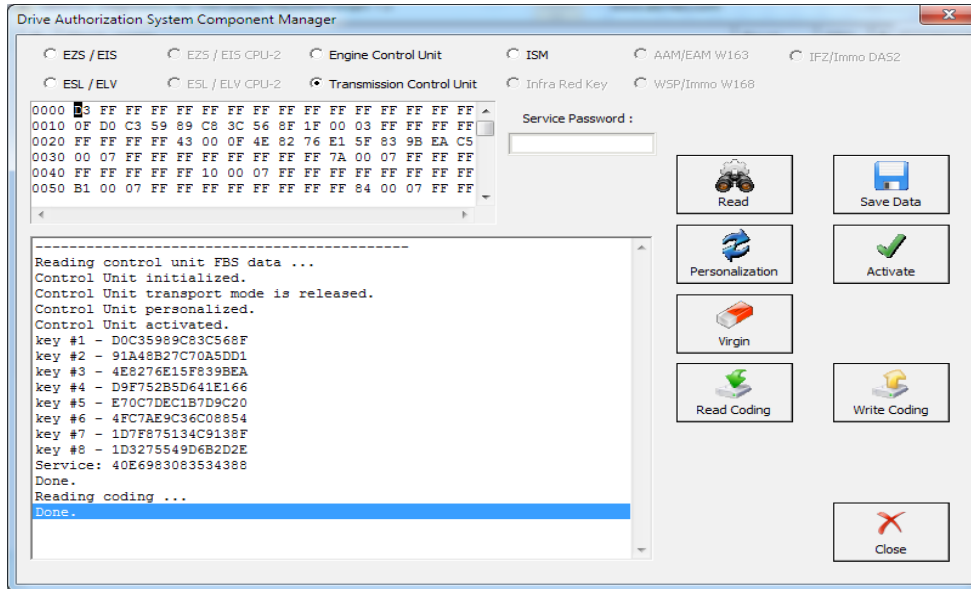 Drive Authorization System Component Manager
EZS / EIS
EZS / EIS CPU-2
Engine Control Unit
ISM
AAM/EAM W163
IFZ/Immo DAS2
ESL / ELV
ESL / ELV CPU-2
Transmission Control Unit
Infra Red Key
WSP/Immo W168
0000 D3 FF FF FF FF FF FF FF FF FF FF FF FF FF FF FF
0010 0F D0 C3 59 89 C8 3C 56 8F 1F 00 03 FF FF FF FF
0020 FF FF FF FF 43 00 0F 4E 82 76 E1 5F 83 9B EA C5
0030 00 07 FF FF FF FF FF FF FF FF FF FF 7A 00 07 FF FF
0040 FF FF FF FF FF 10 00 07 FF FF FF FF FF FF FF FF
0050 B1 00 07 FF FF FF FF FF FF FF FF 84 00 07 FF FF
Service Password :
Read
Save Data
Personalization
Activate
Virgin
Read Coding
Write Coding
Close
----------------------------------------------
Reading control unit FBS data ...
Control Unit initialized.
Control Unit transport mode is released.
Control Unit personalized.
Control Unit activated.
key #1 - D0C35989C83C568F
key #2 - 91A48B27C70A5DD1
key #3 - 4E8276E15F839BEA
key #4 - D9F752B5D641E166
key #5 - E70C7DEC1B7D9C20
key #6 - 4FC7AE9C36C08854
key #7 - 1D7F875134C9138F
key #8 - 1D3275549D6B2D2E
Service: 40E6983083534388
Done.
Reading coding ...
Done.